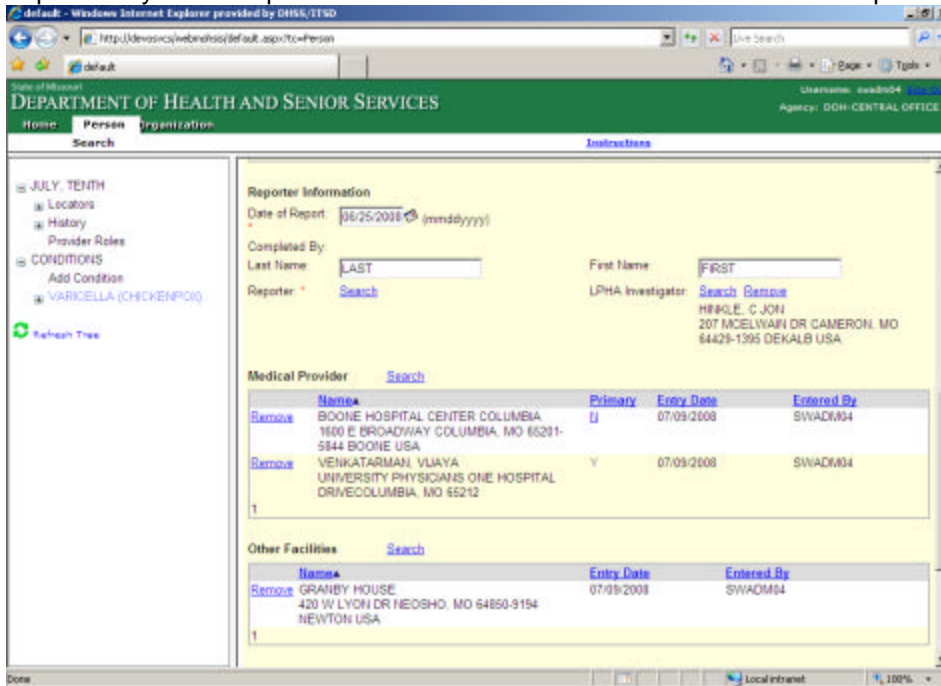 default - Windows Internet Explorer provided by DHSS/ITSD
default.aspx?tc=Person
Live Search
default
Page Tools
State of Missouri
DEPARTMENT OF HEALTH AND SENIOR SERVICES
Username: swadm04
Agency: DOH-CENTRAL OFFICE
Home Person Organization
Search Instructions
JULY, TENTH
Locators
History
Provider Roles
CONDITIONS
Add Condition
VARICELLA (CHICKENPOX)
Refresh Tree
Reporter Information
Date of Report: 06/25/2008 (mmddyyyy)
*
Completed By:
Last Name: LAST First Name: FIRST
Reporter: * Search LPHA Investigator: Search Remove
HINKLE, C JON
207 MCELWAIN DR CAMERON, MO
64429-1395 DEKALB USA
Medical Provider Search
Name Primary Entry Date Entered By
Remove BOONE HOSPITAL CENTER COLUMBIA N 07/09/2008 SWADM04
1600 E BROADWAY COLUMBIA, MO 65201-
5844 BOONE USA
Remove VENKATARMAN, VIJAYA Y 07/09/2008 SWADM04
UNIVERSITY PHYSICIANS ONE HOSPITAL
DRIVECOLUMBIA, MO 65212
1
Other Facilities Search
Name Entry Date Entered By
Remove GRANBY HOUSE 07/09/2008 SWADM04
420 W LYON DR NEOSHO, MO 64850-9194
NEWTON USA
1
Done Local intranet 100%